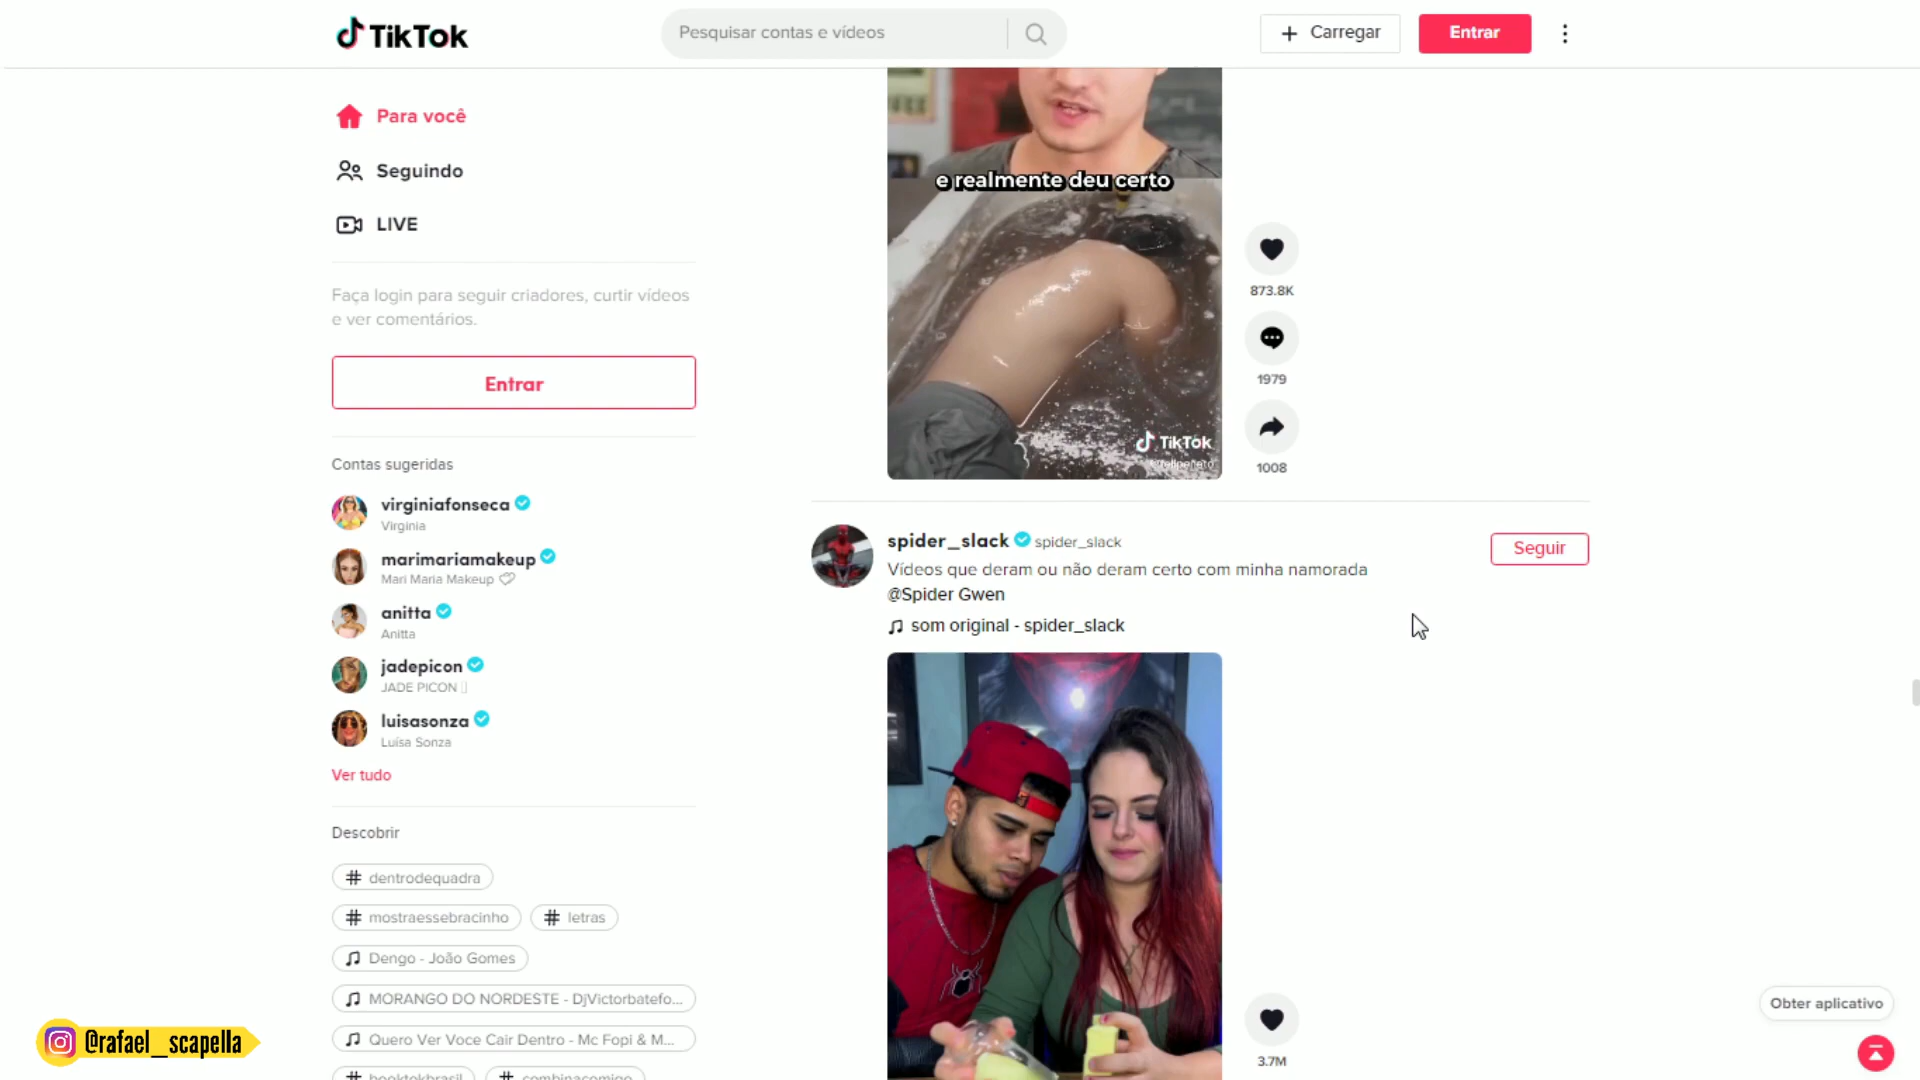 TikTok
Pesquisar contas e vídeos
Carregar
Entrar
Para você
Seguindo
LIVE
Faça login para seguir criadores, curtir vídeos
e ver comentários.
Entrar
Contas sugeridas
virginiafonseca
Virginia
marimariamakeup
Mari Maria Makeup
anitta
Anitta
jadepicon
JADE PICON
luisasonza
Luísa Sonza
Ver tudo
Descobrir
# dentrodequadra
# mostraessebracinho # letras
Dengo - João Gomes
MORANGO DO NORDESTE - DjVictorbatefo...
Quero Ver Voce Cair Dentro - Mc Fopi & M...
# booktokbrasil # combinacomigo
e realmente deu certo
TikTok
873.8K
1979
1008
spider_slack spider_slack
Seguir
Vídeos que deram ou não deram certo com minha namorada
@Spider Gwen
som original - spider_slack
3.7M
Obter aplicativo
@rafael_scapella